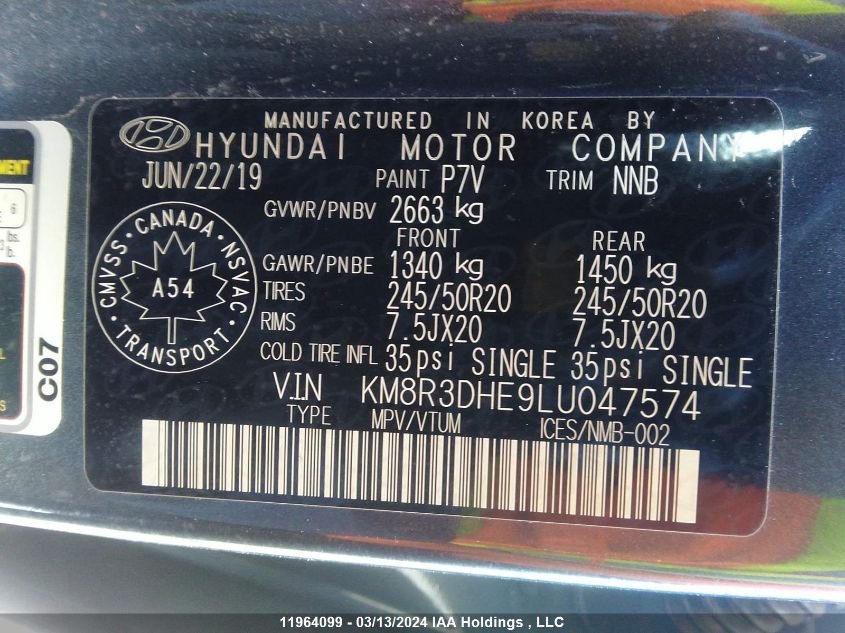 MANUFACTURED IN KOREA BY
HYUNDAI MOTOR COMPANY
JUN/22/19 PAINT P7V TRIM NNB
GVWR/PNBV 2663 kg
FRONT REAR
GAWR/PNBE 1340 kg 1450 kg
TIRES 245/50R20 245/50R20
RIMS 7.5JX20 7.5JX20
COLD TIRE INFL 35psi SINGLE 35psi SINGLE
V.I.N KM8R3DHE9LU047574
TYPE MPV/VTUM ICES/NMB-002
CMVSS · CANADA · NSVAC
A54
· TRANSPORT ·
6
lbs.
lb.
C07
11964099 - 03/13/2024 IAA Holdings , LLC